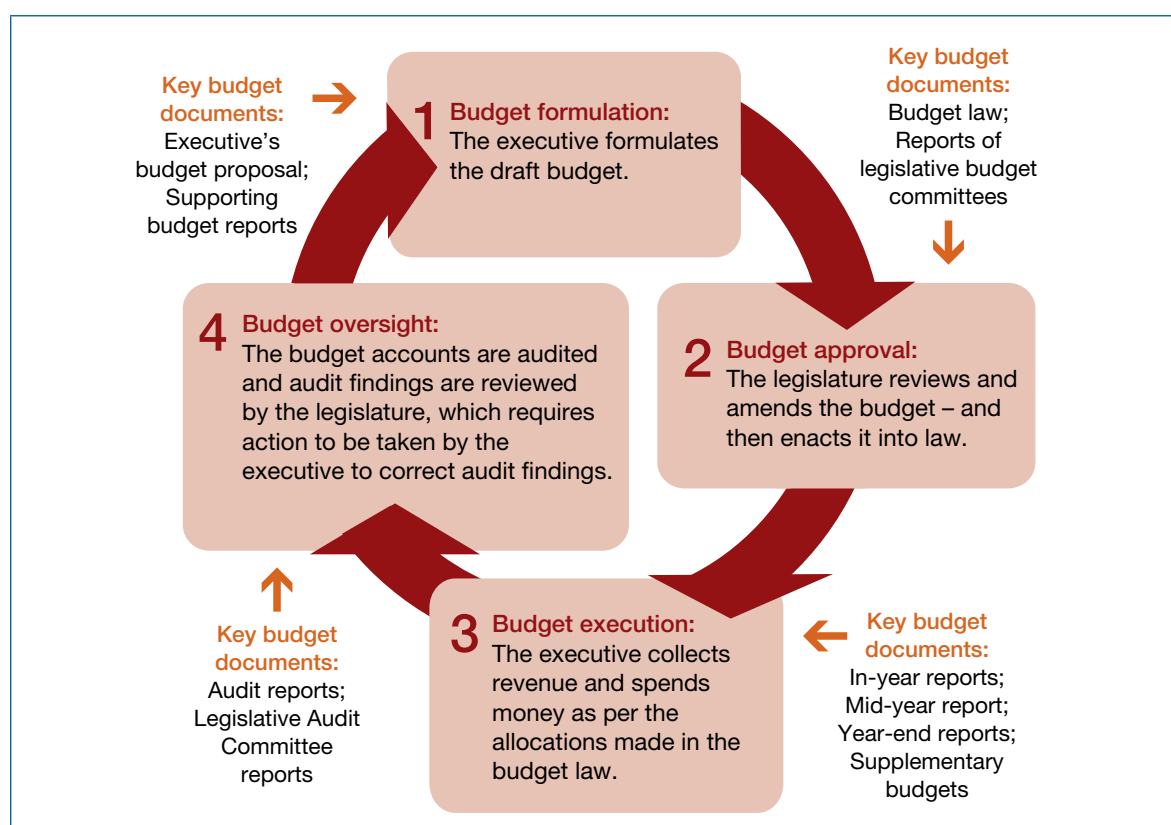 Key budget
documents:
Executive’s
budget proposal;
Supporting
budget reports
1
Budget formulation:
The executive formulates
the draft budget.
Key budget
documents:
Budget law;
Reports of
legislative budget
committees
2
Budget approval:
The legislature reviews and
amends the budget – and
then enacts it into law.
3
Budget execution:
The executive collects
revenue and spends
money as per the
allocations made in the
budget law.
Key budget
documents:
In-year reports;
Mid-year report;
Year-end reports;
Supplementary
budgets
4
Budget oversight:
The budget accounts are audited
and audit findings are reviewed
by the legislature, which requires
action to be taken by the
executive to correct audit findings.
Key budget
documents:
Audit reports;
Legislative Audit
Committee
reports